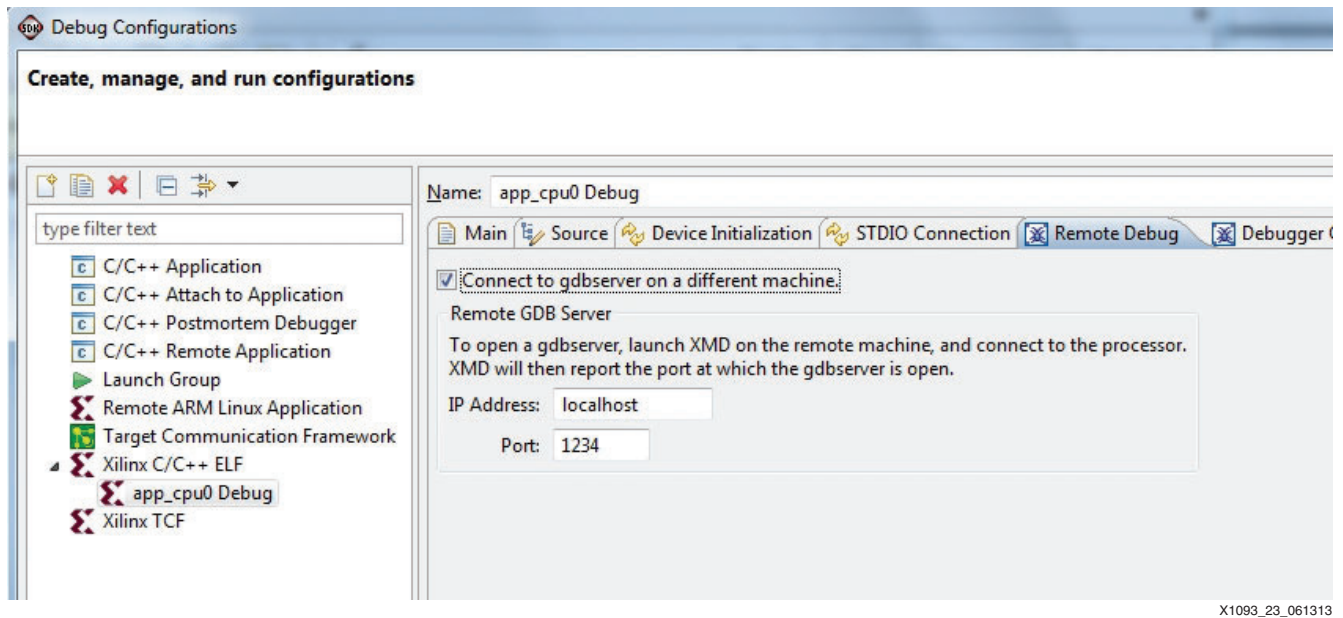 SDK Debug Configurations
Create, manage, and run configurations
type filter text
C/C++ Application
C/C++ Attach to Application
C/C++ Postmortem Debugger
C/C++ Remote Application
Launch Group
Remote ARM Linux Application
Target Communication Framework
Xilinx C/C++ ELF
app_cpu0 Debug
Xilinx TCF
Name: app_cpu0 Debug
Main Source Device Initialization STDIO Connection Remote Debug Debugger
Connect to gdbserver on a different machine.
Remote GDB Server
To open a gdbserver, launch XMD on the remote machine, and connect to the processor.
XMD will then report the port at which the gdbserver is open.
IP Address: localhost
Port: 1234
X1093_23_061313